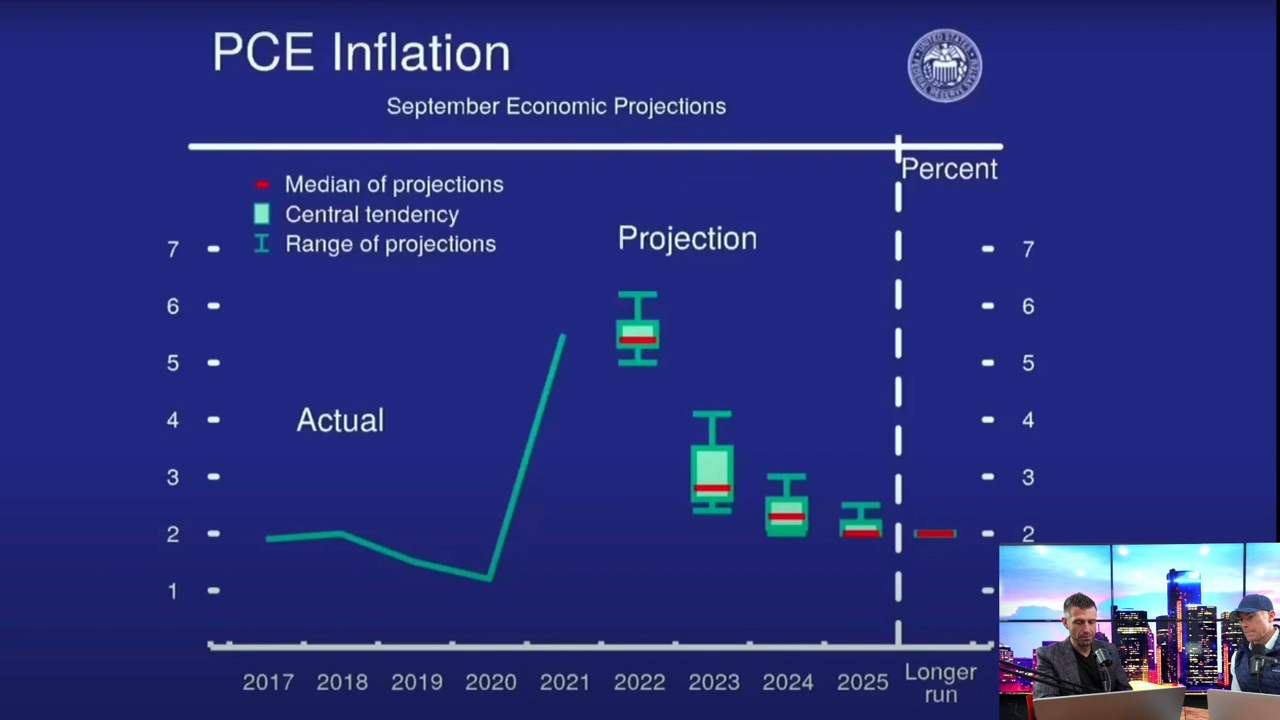 PCE Inflation
September Economic Projections
Percent
Median of projections
Central tendency
Range of projections
Projection
Actual
7 7
6 6
5 5
4 4
3 3
2 2
1
2017 2018 2019 2020 2021 2022 2023 2024 2025 Longer run